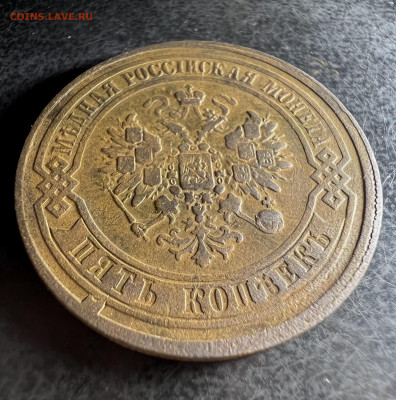 COINS.LAVE.RU
МѢДНАЯ РОССІЙСКАЯ МОНЕТА
ПЯТЬ КОПѢЕКЪ